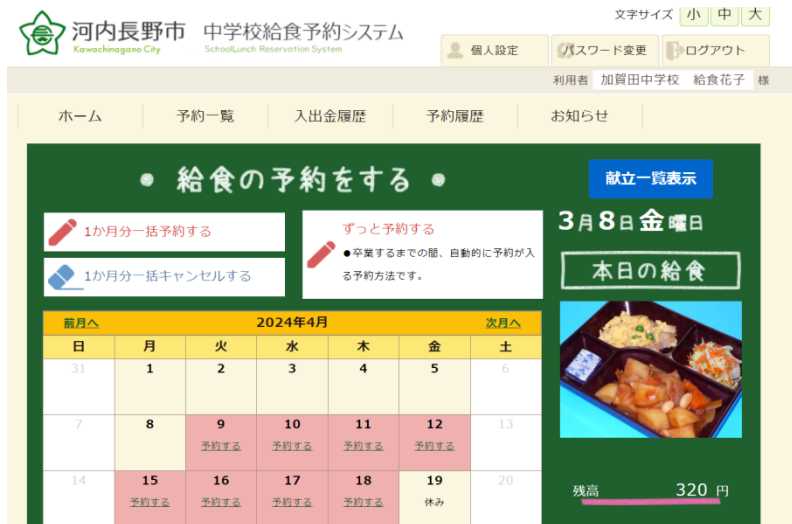 文字サイズ 小 中 大
河内長野市 中学校給食予約システム
Kawachinagano City SchoolLunch Reservation System
個人設定 パスワード変更 ログアウト
利用者 加賀田中学校 給食花子 様
ホーム 予約一覧 入出金履歴 予約履歴 お知らせ
給食の予約をする
献立一覧表示
1か月分一括予約する
ずっと予約する
●卒業するまでの間、自動的に予約が入
る予約方法です。
1か月分一括キャンセルする
3月8日金曜日
本日の給食
前月へ 2024年4月 次月へ
日 月 火 水 木 金 土
31 1 2 3 4 5 6
7 8 9 10 11 12 13
予約する 予約する 予約する 予約する
14 15 16 17 18 19 20
予約する 予約する 予約する 予約する 休み
残高 320 円